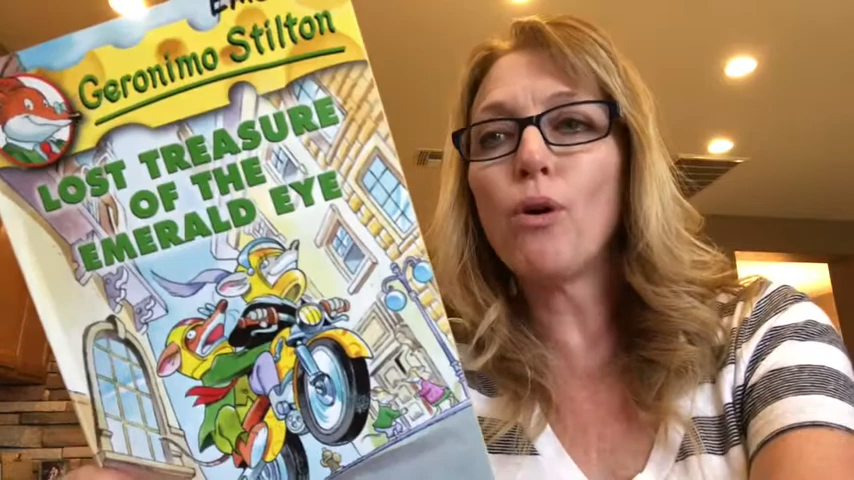 Geronimo Stilton
LOST TREASURE
OF THE
EMERALD EYE